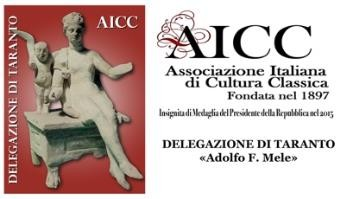 DELEGAZIONE DI TARANTO
AICC
AICC
Associazione Italiana
di Cultura Classica
Fondata nel 1897
Insignita di Medaglia del Presidente della Repubblica nel 2015
DELEGAZIONE DI TARANTO
«Adolfo F. Mele»